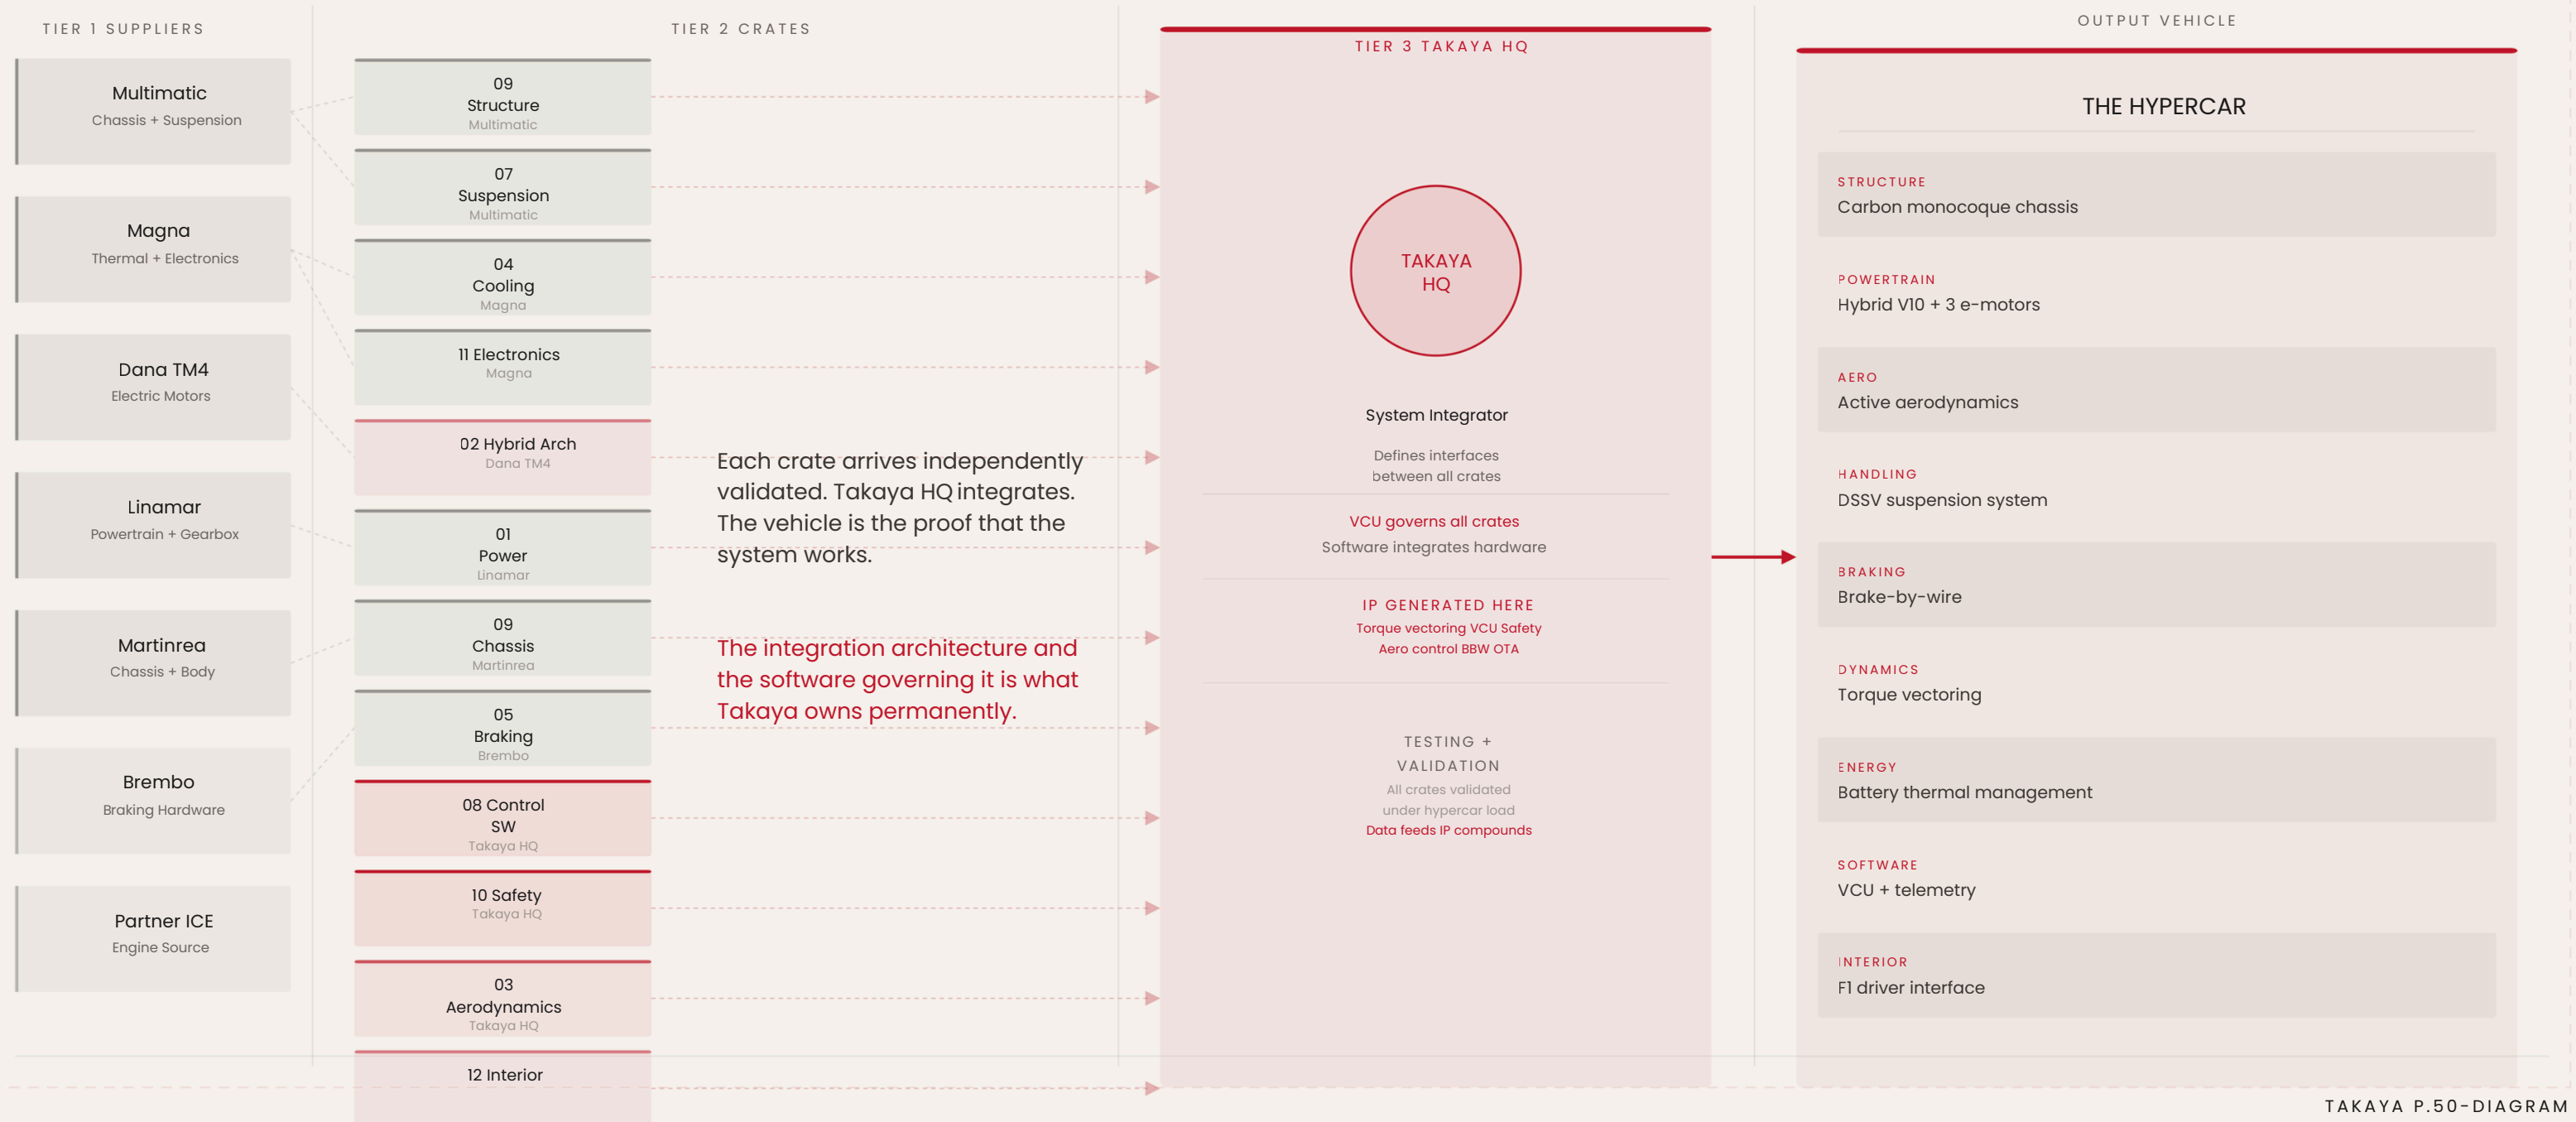 TIER 1 SUPPLIERS
Multimatic
Chassis + Suspension
Magna
Thermal + Electronics
Dana TM4
Electric Motors
Linamar
Powertrain + Gearbox
Martinrea
Chassis + Body
Brembo
Braking Hardware
Partner ICE
Engine Source
TIER 2 CRATES
09
Structure
Multimatic
07
Suspension
Multimatic
04
Cooling
Magna
11 Electronics
Magna
02 Hybrid Arch
Dana TM4
01
Power
Linamar
09
Chassis
Martinrea
05
Braking
Brembo
08 Control
SW
Takaya HQ
10 Safety
Takaya HQ
03
Aerodynamics
Takaya HQ
12 Interior
Each crate arrives independently
validated. Takaya HQ integrates.
The vehicle is the proof that the
system works.
The integration architecture and
the software governing it is what
Takaya owns permanently.
TIER 3 TAKAYA HQ
TAKAYA
HQ
System Integrator
Defines interfaces
between all crates
VCU governs all crates
Software integrates hardware
IP GENERATED HERE
Torque vectoring VCU Safety
Aero control BBW OTA
TESTING +
VALIDATION
All crates validated
under hypercar load
Data feeds IP compounds
OUTPUT VEHICLE
THE HYPERCAR
STRUCTURE
Carbon monocoque chassis
POWERTRAIN
Hybrid V10 + 3 e-motors
AERO
Active aerodynamics
HANDLING
DSSV suspension system
BRAKING
Brake-by-wire
DYNAMICS
Torque vectoring
ENERGY
Battery thermal management
SOFTWARE
VCU + telemetry
INTERIOR
F1 driver interface
TAKAYA P.50-DIAGRAM